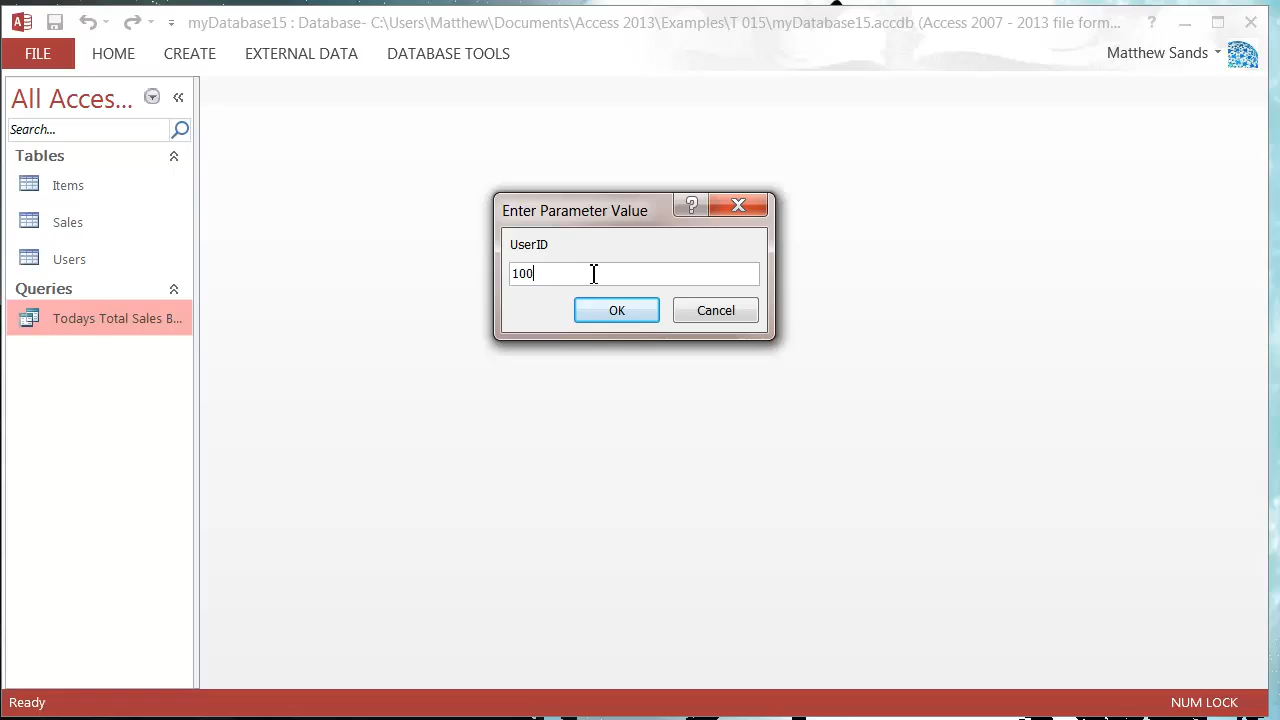 myDatabase15 : Database- C:\Users\Matthew\Documents\Access 2013\Examples\T 015\myDatabase15.accdb (Access 2007 - 2013 file form...
FILE HOME CREATE EXTERNAL DATA DATABASE TOOLS Matthew Sands
All Acces...
Search...
Tables
Items
Sales
Users
Queries
Todays Total Sales B...
Enter Parameter Value
UserID
100
OK Cancel
Ready NUM LOCK